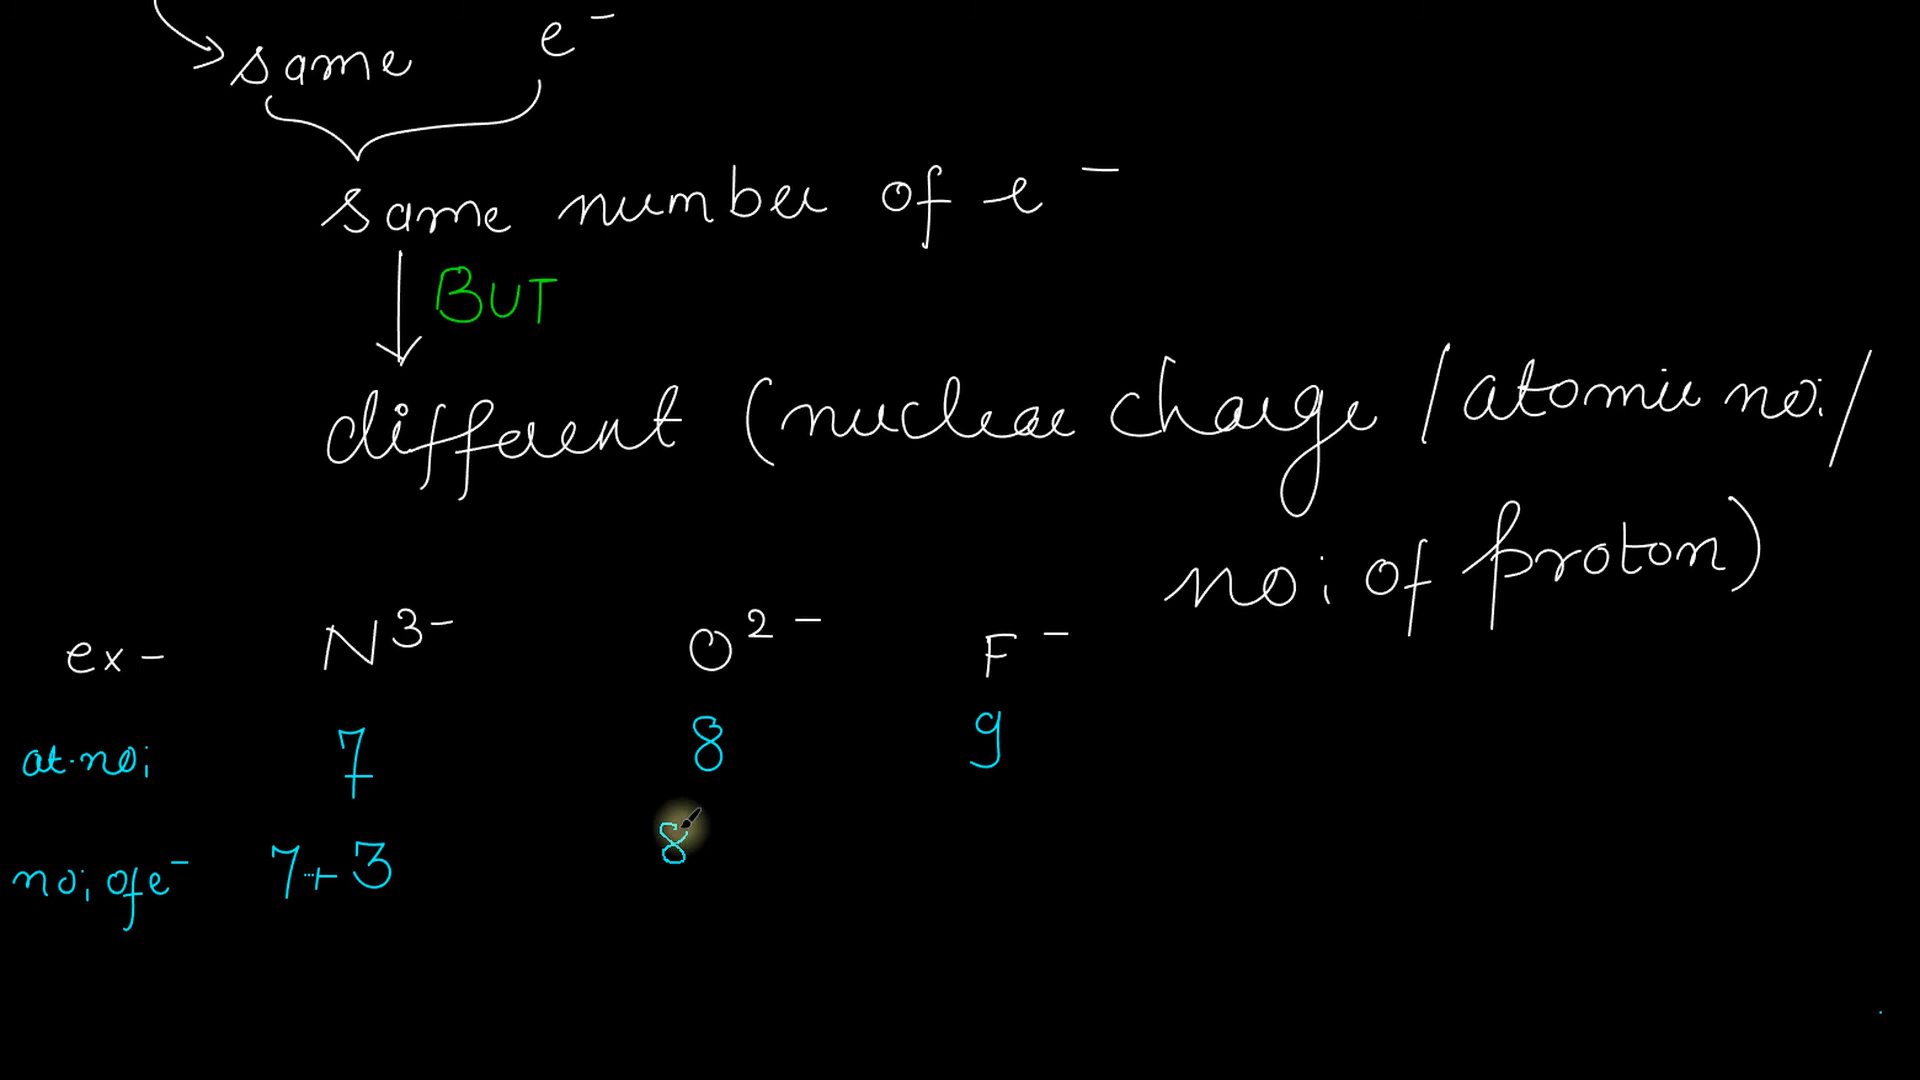 same e⁻
same number of e⁻
BUT
different (nuclear charge / atomic no: /
no: of proton)
ex- N³⁻ O²⁻ F⁻
at.no: 7 8 9
no: of e⁻ 7+3 8